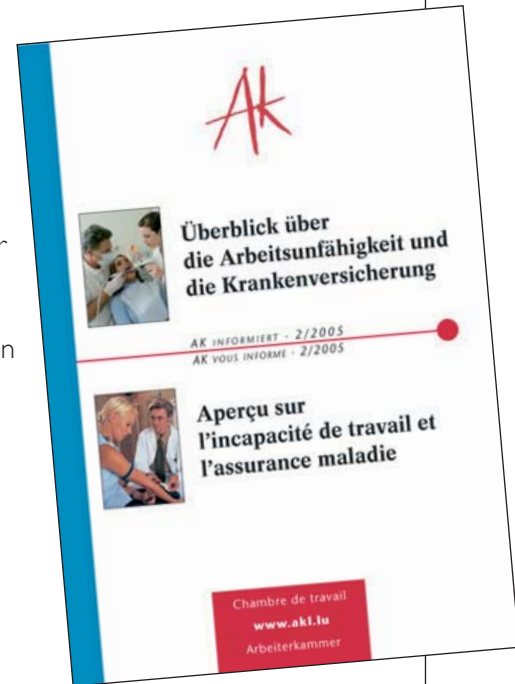 Ak
Überblick über
die Arbeitsunfähigkeit und
die Krankenversicherung
AK INFORMIERT - 2/2005
AK VOUS INFORME - 2/2005
Aperçu sur
l'incapacité de travail et
l'assurance maladie
Chambre de travail
www.akl.lu
Arbeiterkammer